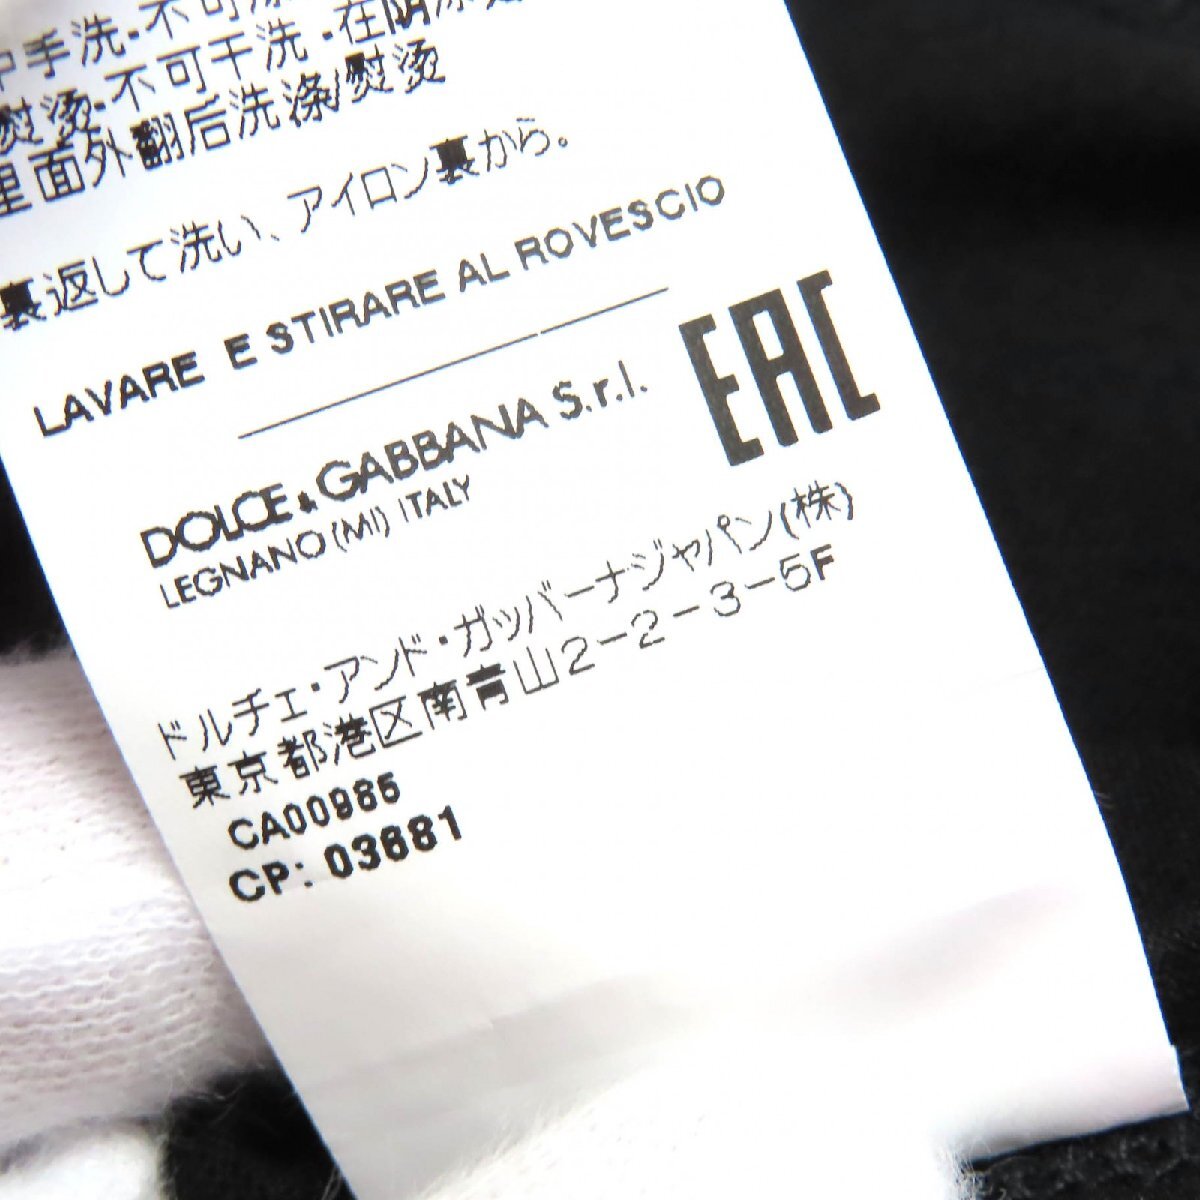 中手洗-不可漂
熨烫-不可干洗 -在阴凉
里面外翻后洗涤/熨烫
裏返して洗い、アイロン裏から。
LAVARE E STIRARE AL ROVESCIO
EAC
DOLCE & GABBANA S.r.l.
LEGNANO (MI) ITALY
ドルチェ・アンド・ガッバーナジャパン(株)
東京都港区南青山2-2-3-5F
CA00985
CP: 03681